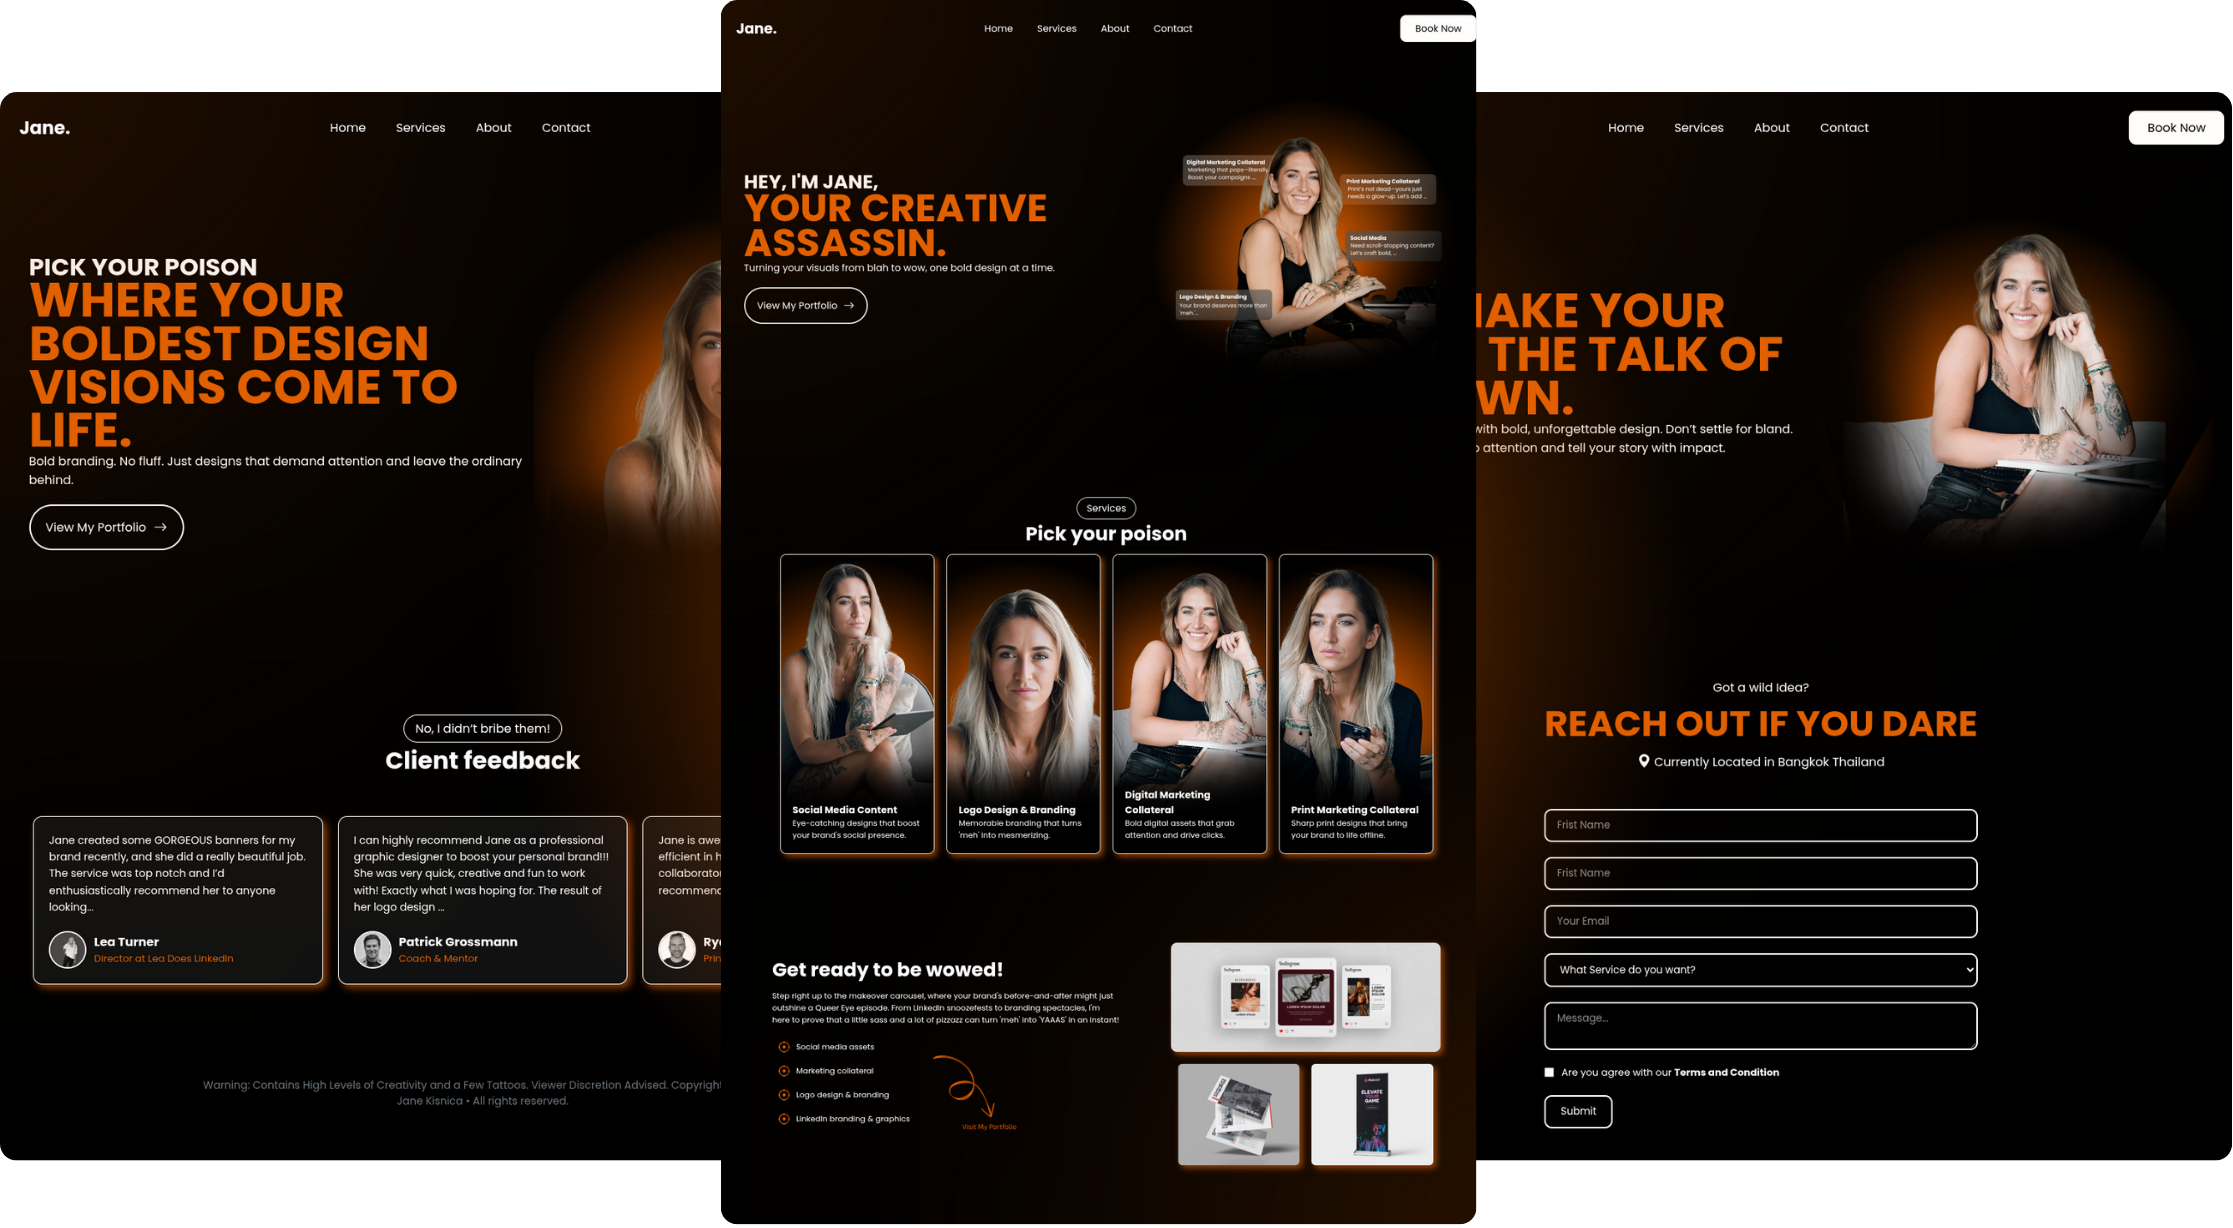 Jane.
Home Services About Contact
PICK YOUR POISON
WHERE YOUR
BOLDEST DESIGN
VISIONS COME TO
LIFE.
Bold branding. No fluff. Just designs that demand attention and leave the ordinary
behind.
View My Portfolio
No, I didn't bribe them!
Client feedback
Jane created some GORGEOUS banners for my
brand recently, and she did a really beautiful job.
The service was top notch and I'd
enthusiastically recommend her to anyone
looking...
Lea Turner
Director at Lea Does LinkedIn
I can highly recommend Jane as a professional
graphic designer to boost your personal brand!!!
She was very quick, creative and fun to work
with! Exactly what I was hoping for. The result of
her logo design ...
Patrick Grossmann
Coach & Mentor
Jane is awe
efficient in h
collaborator
recommend
Rya
Prin
Warning: Contains High Levels of Creativity and a Few Tattoos. Viewer Discretion Advised. Copyright
Jane Kisnica • All rights reserved.
Jane.
Home Services About Contact
Book Now
HEY, I'M JANE,
YOUR CREATIVE
ASSASSIN.
Turning your visuals from blah to wow, one bold design at a time.
View My Portfolio
Digital Marketing Collateral
Marketing that pops—literally.
Boost your campaigns ...
Print Marketing Collateral
Print's not dead—yours just
needs a glow-up. Let's add ...
Social Media
Need scroll-stopping content?
Let's craft bold, ...
Logo Design & Branding
Your brand deserves more than
'meh'...
Services
Pick your poison
Social Media Content
Eye-catching designs that boost
your brand's social presence.
Logo Design & Branding
Memorable branding that turns
'meh' into mesmerizing.
Digital Marketing
Collateral
Bold digital assets that grab
attention and drive clicks.
Print Marketing Collateral
Sharp print designs that bring
your brand to life offline.
Get ready to be wowed!
Step right up to the makeover carousel, where your brand's before-and-after might just
outshine a Queer Eye episode. From LinkedIn snoozefests to branding spectacles, I'm
here to prove that a little sass and a lot of pizzazz can turn 'meh' into 'YAAAS' in an instant!
Social media assets
Marketing collateral
Logo design & branding
LinkedIn branding & graphics
Visit My Portfolio
Instagram
Instagram
Instagram
ELEVATE
YOUR
GAME
Home Services About Contact
Book Now
AKE YOUR
THE TALK OF
WN.
with bold, unforgettable design. Don't settle for bland.
attention and tell your story with impact.
Got a wild Idea?
REACH OUT IF YOU DARE
Currently Located in Bangkok Thailand
Frist Name
Frist Name
Your Email
What Service do you want?
Message...
Are you agree with our Terms and Condition
Submit